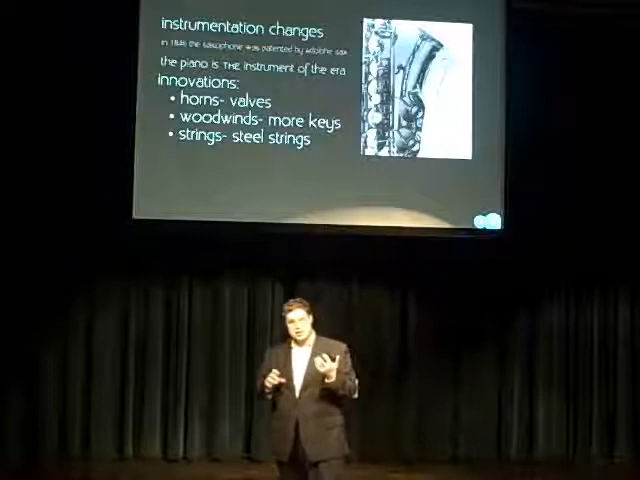 instrumentation changes
in 1846 the saxophone was patented by adolphe sax
the piano is THE instrument of the era
innovations:
• horns- valves
• woodwinds- more keys
• strings- steel strings